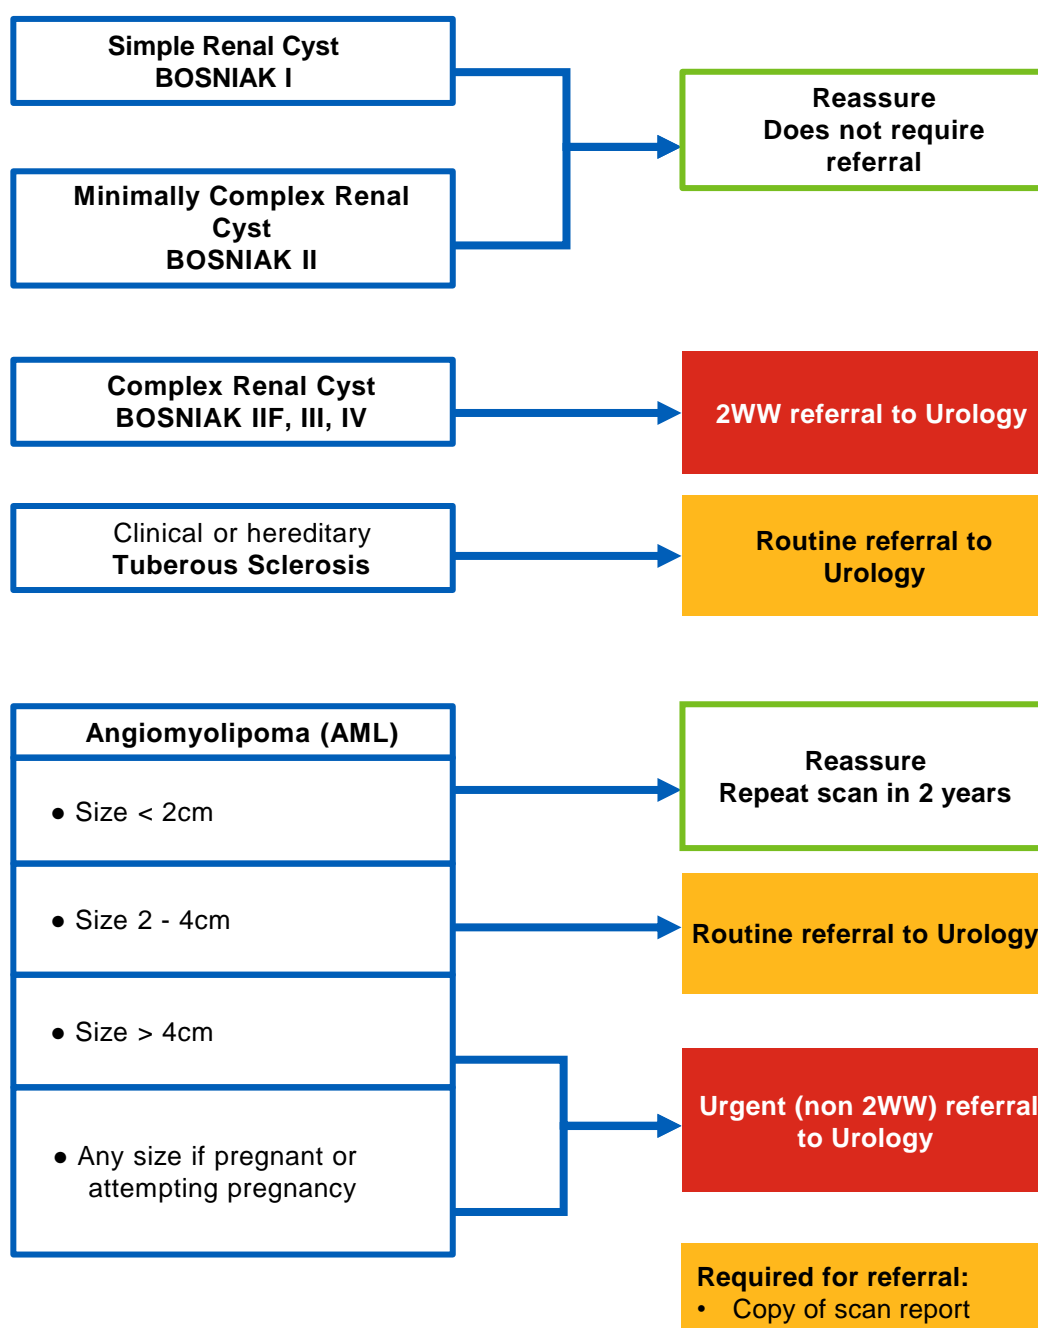 Simple Renal Cyst
BOSNIAK I
Reassure
Does not require
referral
Minimally Complex Renal
Cyst
BOSNIAK II
Complex Renal Cyst
BOSNIAK IIF, III, IV
2WW referral to Urology
Clinical or hereditary
Tuberous Sclerosis
Routine referral to
Urology
Angiomyolipoma (AML)
● Size < 2cm
Reassure
Repeat scan in 2 years
● Size 2 - 4cm
Routine referral to Urology
● Size > 4cm
● Any size if pregnant or
attempting pregnancy
Urgent (non 2WW) referral
to Urology
Required for referral:
• Copy of scan report